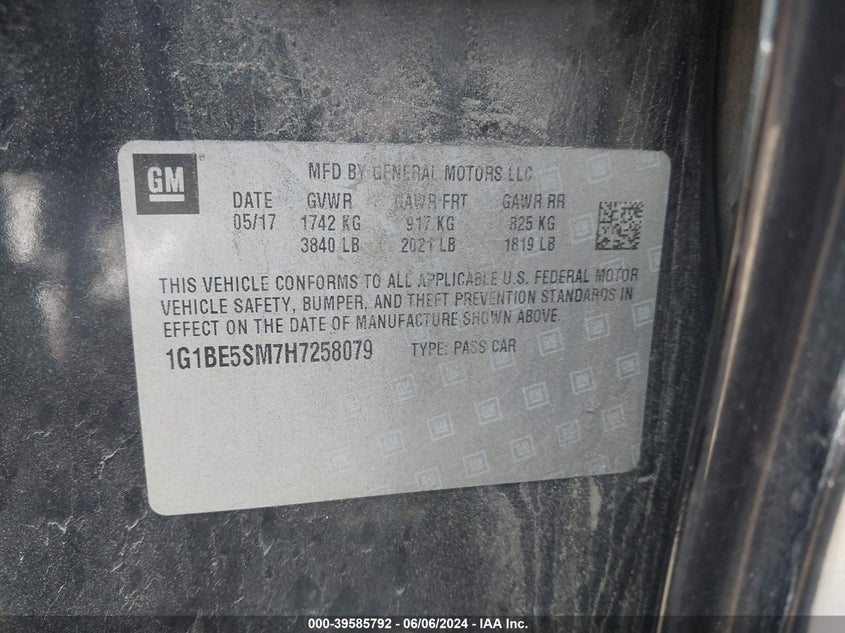 GM
MFD BY GENERAL MOTORS LLC
DATE GVWR GAWR FRT GAWR RR
05/17 1742 KG 917 KG 825 KG
3840 LB 2021 LB 1819 LB
THIS VEHICLE CONFORMS TO ALL APPLICABLE U.S. FEDERAL MOTOR
VEHICLE SAFETY, BUMPER, AND THEFT PREVENTION STANDARDS IN
EFFECT ON THE DATE OF MANUFACTURE SHOWN ABOVE.
1G1BE5SM7H7258079 TYPE: PASS CAR
000-39585792 - 06/06/2024 - IAA Inc.